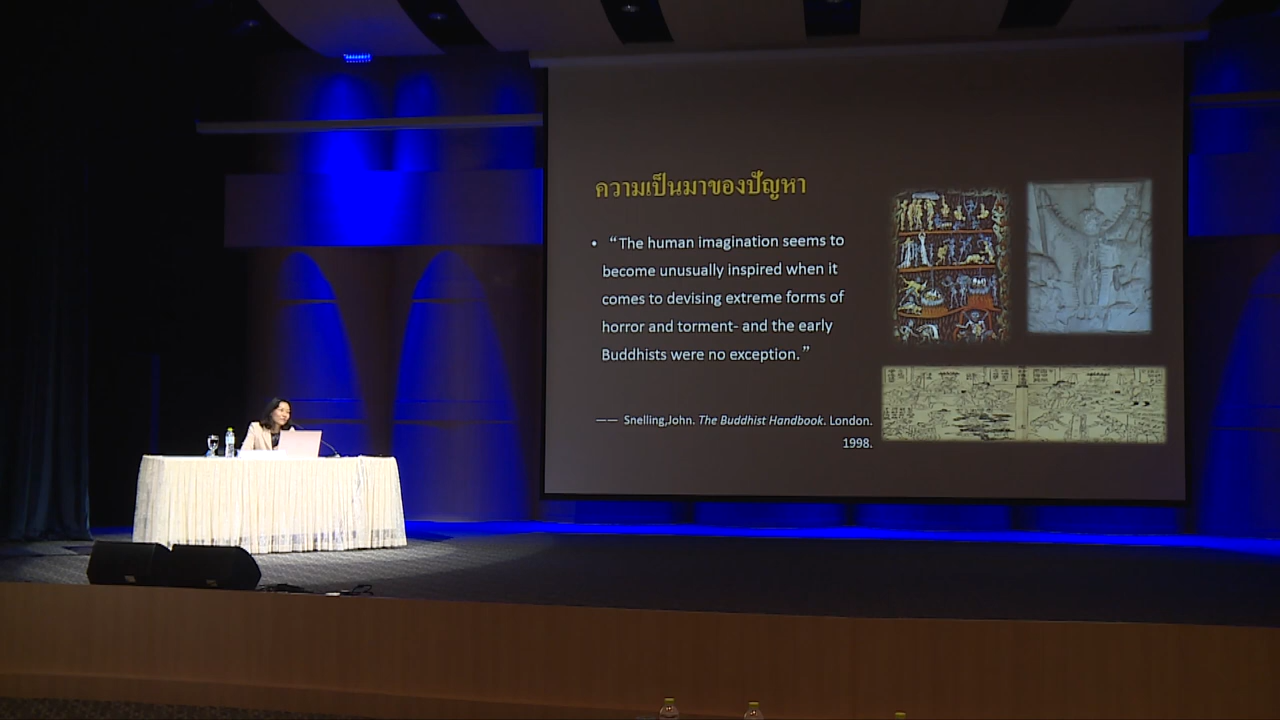 ความเป็นมาของปัญหา
• “The human imagination seems to
become unusually inspired when it
comes to devising extreme forms of
horror and torment- and the early
Buddhists were no exception.”
—— Snelling,John. The Buddhist Handbook. London.
1998.